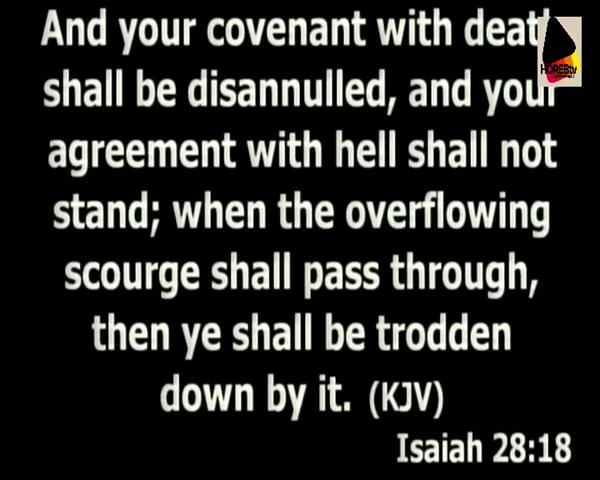 And your covenant with death
HOREBtv
shall be disannulled, and your
agreement with hell shall not
stand; when the overflowing
scourge shall pass through,
then ye shall be trodden
down by it. (KJV)
Isaiah 28:18